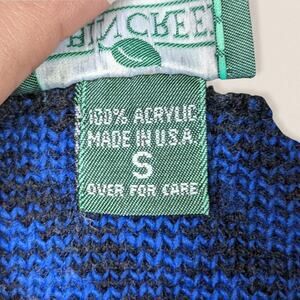 100% ACRYLIC
MADE IN U.S.A.
S
OVER FOR CARE